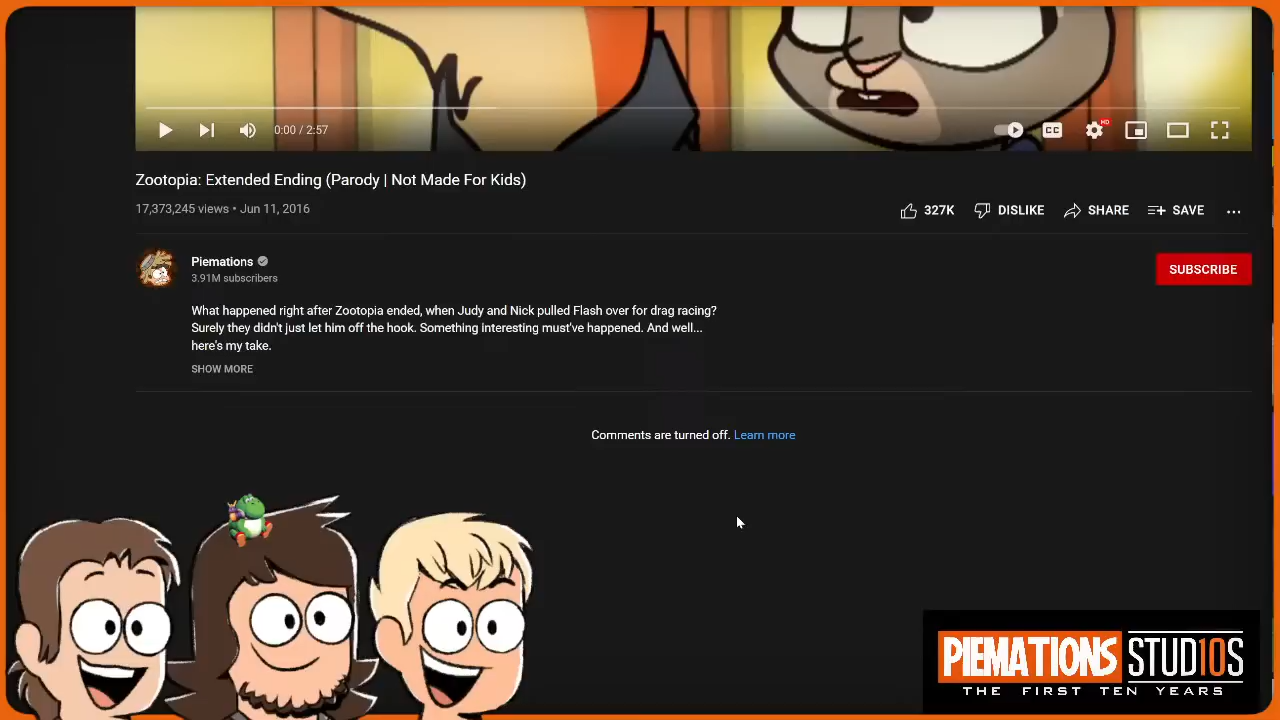 0:00 / 2:57
CC
HD
Zootopia: Extended Ending (Parody | Not Made For Kids)
17,373,245 views • Jun 11, 2016
327K
DISLIKE
SHARE
SAVE
Piemations
3.91M subscribers
SUBSCRIBE
What happened right after Zootopia ended, when Judy and Nick pulled Flash over for drag racing?
Surely they didn't just let him off the hook. Something interesting must've happened. And well...
here's my take.
SHOW MORE
Comments are turned off. Learn more
PIEMATIONS STUD10S
THE FIRST TEN YEARS